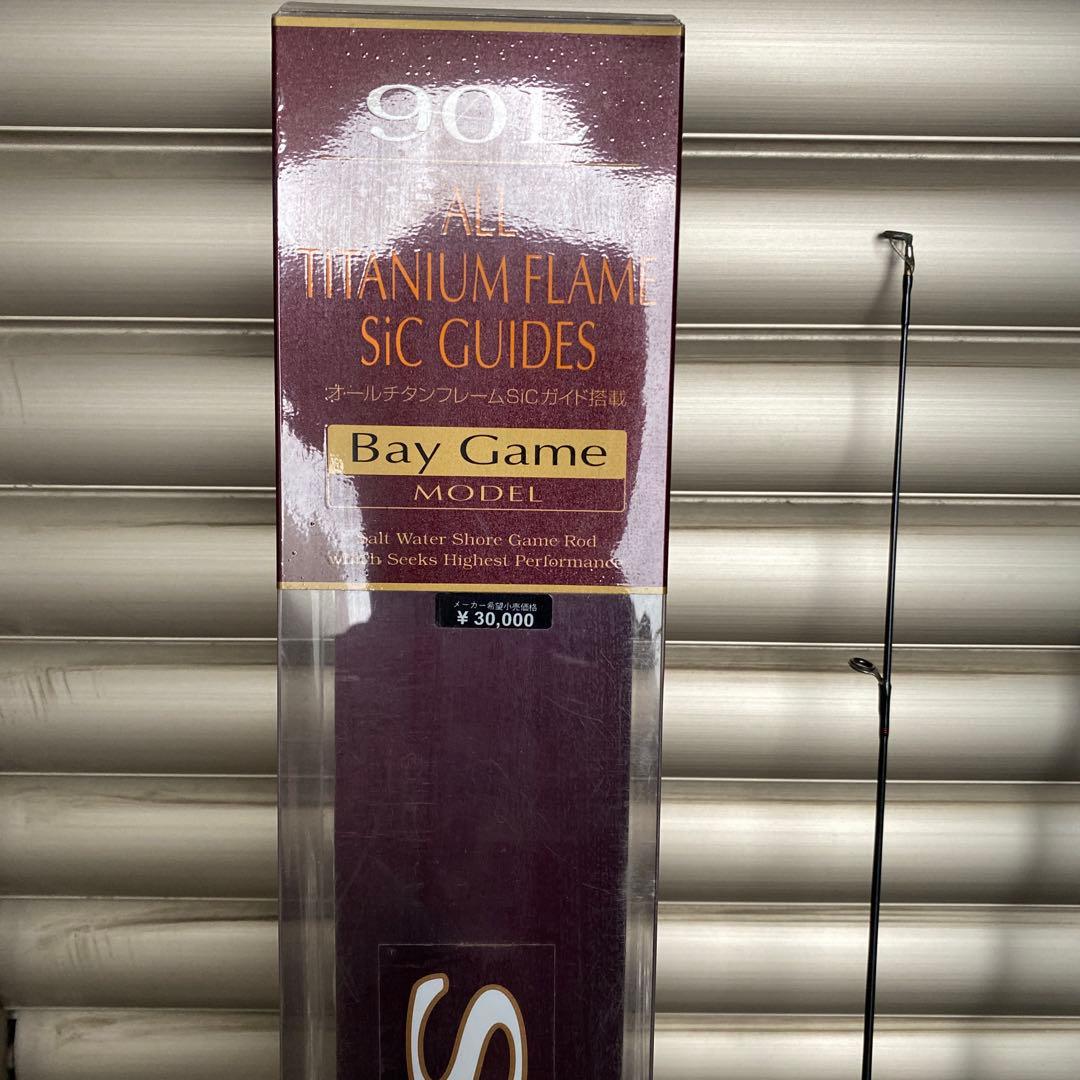 90L
ALL
TITANIUM FLAME
SiC GUIDES
オールチタンフレームSiCガイド搭載
Bay Game
MODEL
Salt Water Shore Game Rod
which Seeks Highest Performance
メーカー希望小売価格
¥ 30,000
S